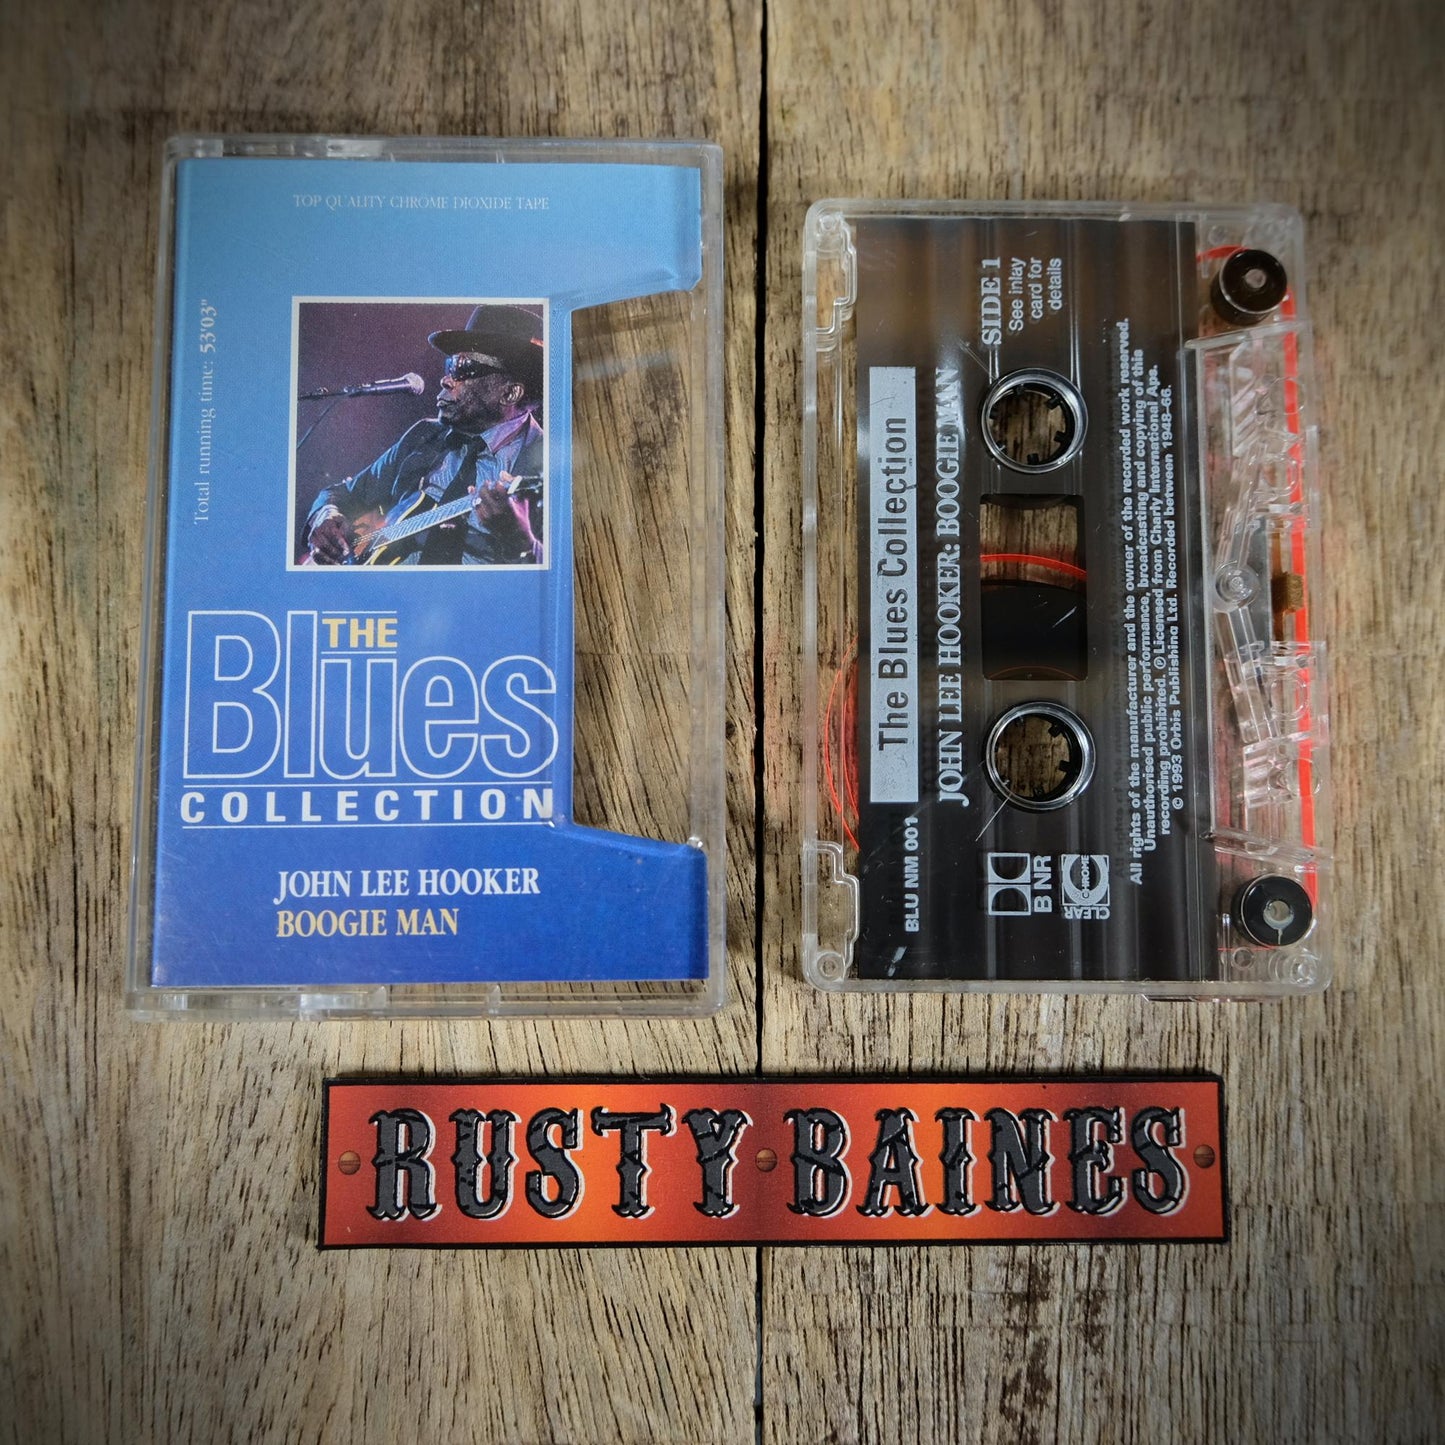 TOP QUALITY CHROME DIOXIDE TAPE
Total running time: 53'03"
THE
Blues
COLLECTION
JOHN LEE HOOKER
BOOGIE MAN
The Blues Collection
JOHN LEE HOOKER: BOOGIE MAN
SIDE 1
See inlay
card for
details
BLU NM 001
B NR
CLEAR
CHROME
All rights of the manufacturer and the owner of the recorded work reserved.
Unauthorised public performance, broadcasting and copying of this
recording prohibited. ℗ Licensed from Charly International Aps.
© 1993 Orbis Publishing Ltd. Recorded between 1948-66.
RUSTY BAINES